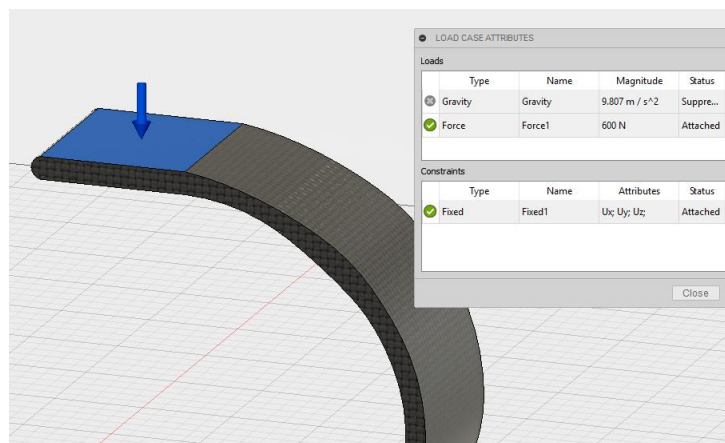 LOAD CASE ATTRIBUTES
Loads
Type Name Magnitude Status
Gravity Gravity 9.807 m / s^2 Suppre...
Force Force1 600 N Attached
Constraints
Type Name Attributes Status
Fixed Fixed1 Ux; Uy; Uz; Attached
Close